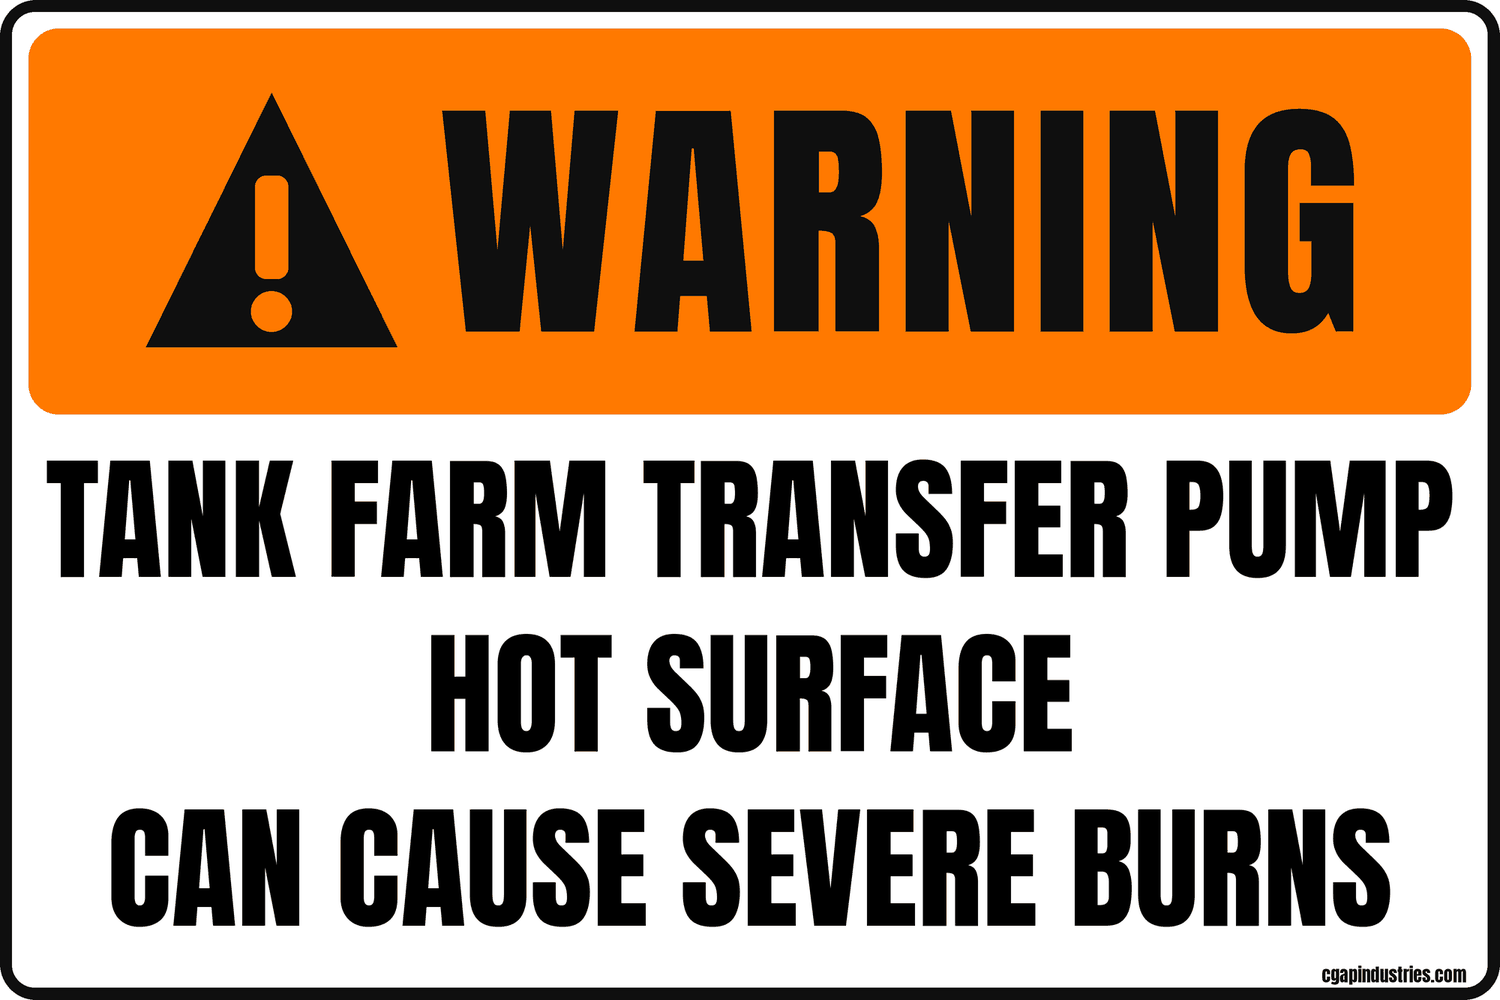 WARNING
TANK FARM TRANSFER PUMP
HOT SURFACE
CAN CAUSE SEVERE BURNS
cgapindustries.com